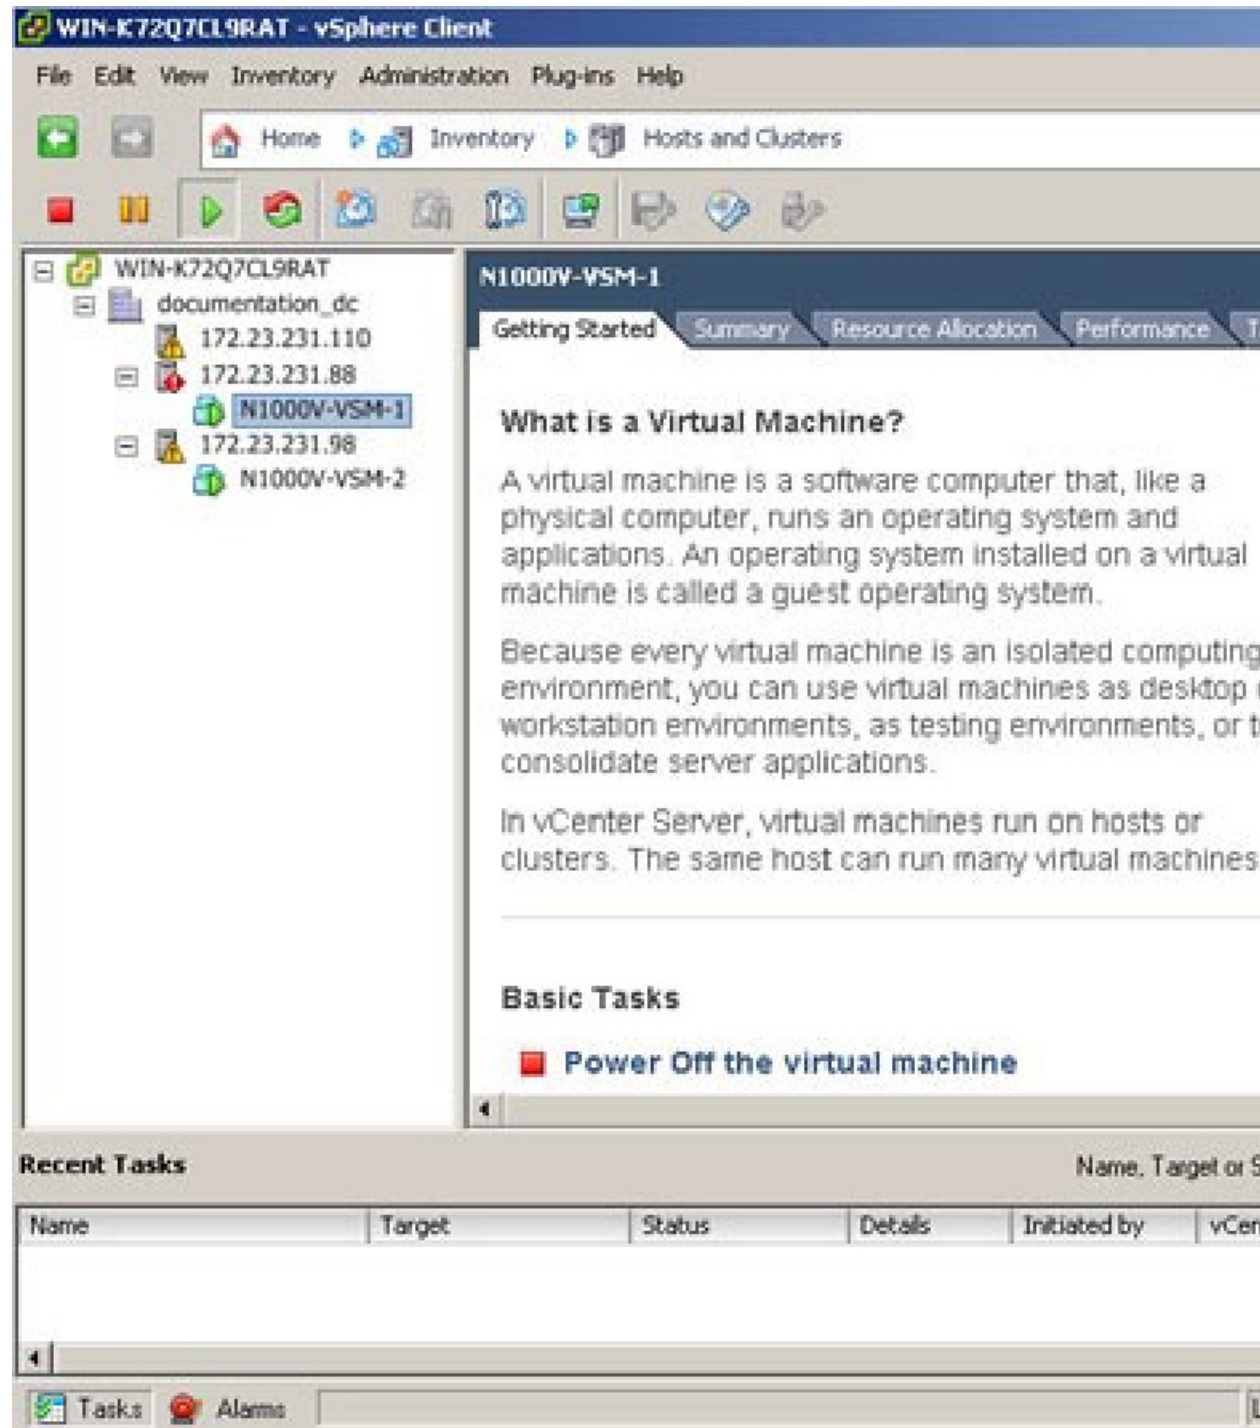 WIN-K72Q7CL9RAT - vSphere Client
File Edit View Inventory Administration Plug-ins Help
Home Inventory Hosts and Clusters
WIN-K72Q7CL9RAT
documentation_dc
172.23.231.110
172.23.231.88
N1000V-VSM-1
172.23.231.98
N1000V-VSM-2
N1000V-VSM-1
Getting Started Summary Resource Allocation Performance
What is a Virtual Machine?
A virtual machine is a software computer that, like a
physical computer, runs an operating system and
applications. An operating system installed on a virtual
machine is called a guest operating system.
Because every virtual machine is an isolated computing
environment, you can use virtual machines as desktop
workstation environments, as testing environments, or
consolidate server applications.
In vCenter Server, virtual machines run on hosts or
clusters. The same host can run many virtual machines
Basic Tasks
Power Off the virtual machine
Recent Tasks
Name, Target or S
Name Target Status Details Initiated by vCen
Tasks Alarms